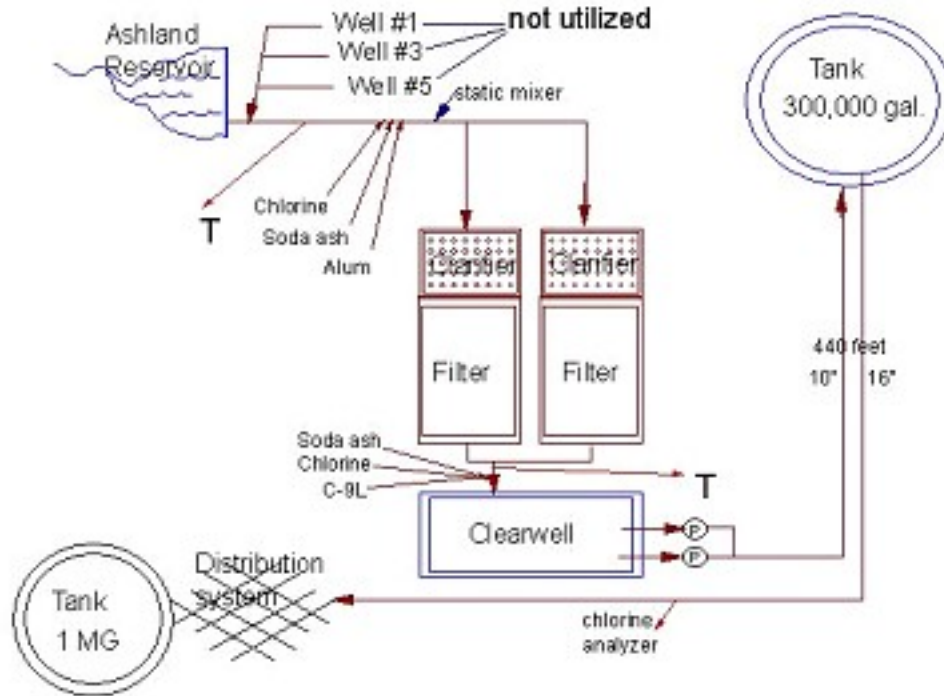 Ashland
Reservoir
Well #1
Well #3
Well #5
not utilized
static mixer
Tank
300,000 gal.
T
Chlorine
Soda ash
Alum
Clarifier
Clarifier
Filter
Filter
440 feet
10" 16"
Soda ash
Chlorine
C-9L
T
Clearwell
P
P
Distribution
system
Tank
1 MG
chlorine
analyzer